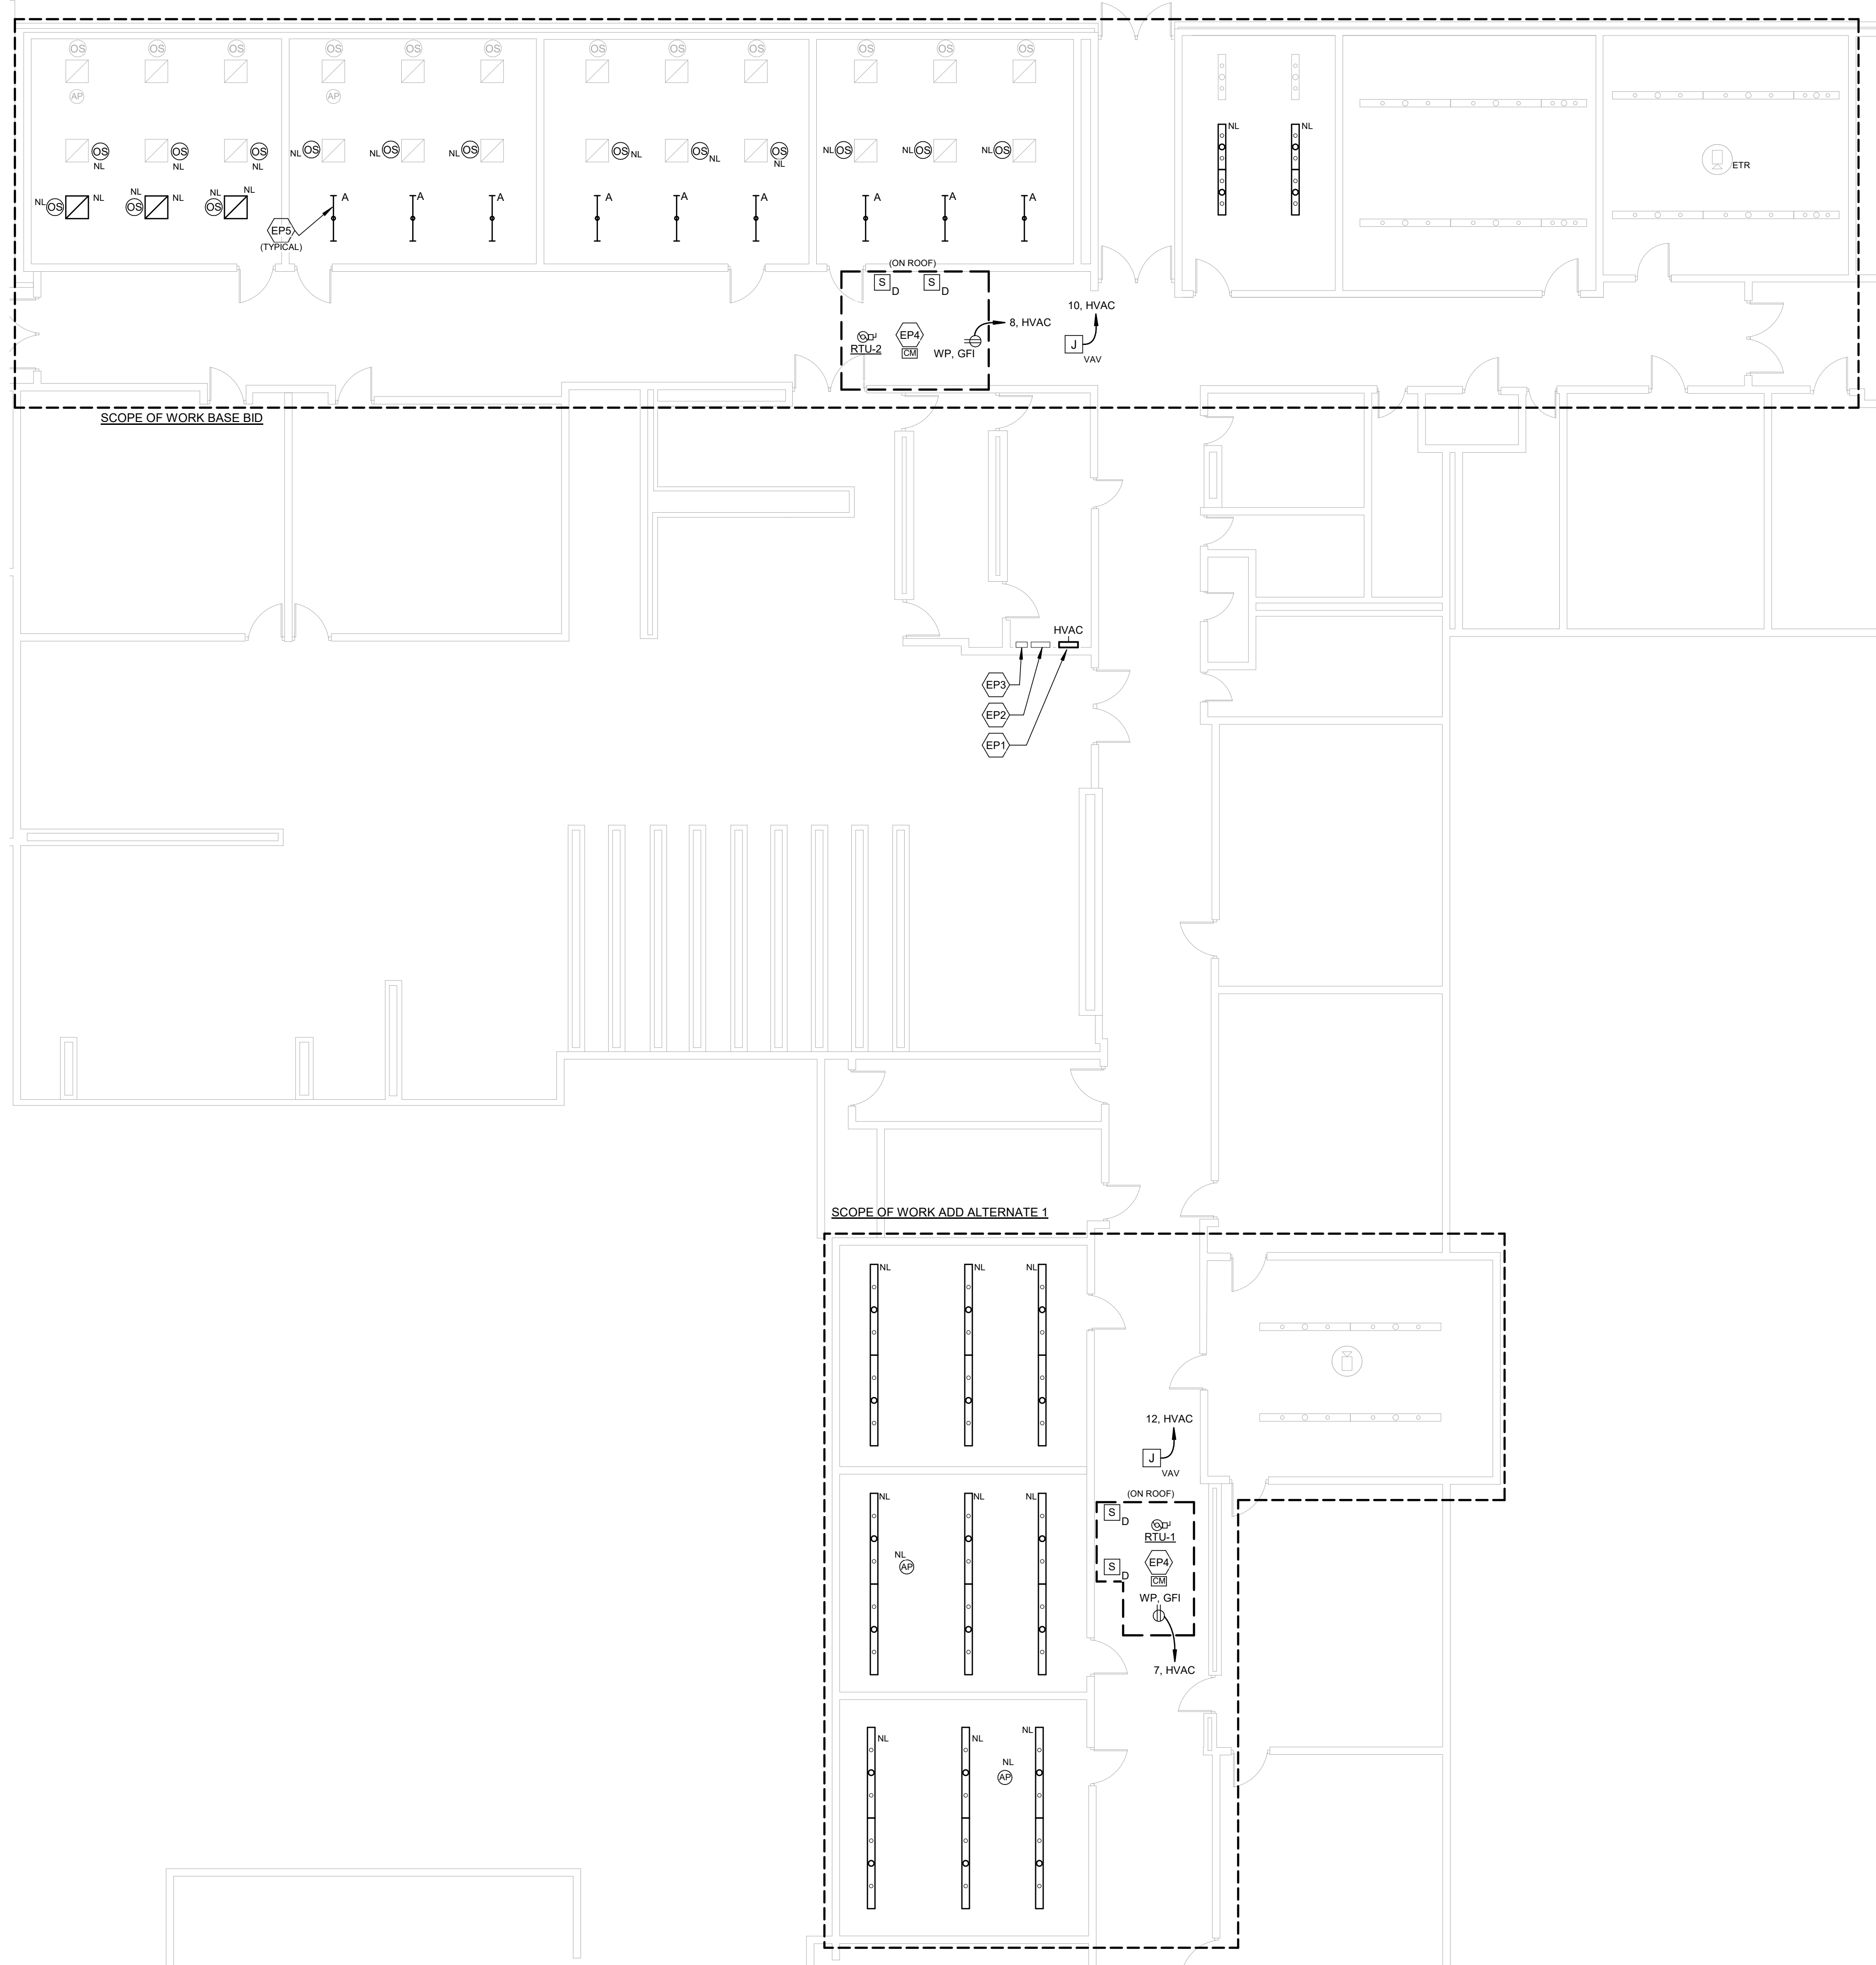 OS OS OS OS OS OS OS OS OS OS OS OS
AP AP
NL NL
OS OS OS NL OS NL OS NL OS OS NL OS NL OS NL OS NL OS NL OS
NL NL NL NL
NL OS NL NL OS NL NL OS NL
A A A A A A A A A
EP5
(TYPICAL)
ETR
(ON ROOF)
S D S D
10, HVAC
8, HVAC
EP4
RTU-2
CM
WP, GFI
J
VAV
SCOPE OF WORK BASE BID
HVAC
EP3
EP2
EP1
SCOPE OF WORK ADD ALTERNATE 1
NL NL NL
12, HVAC
J
VAV
(ON ROOF)
NL NL NL
S D
RTU-1
NL
AP
EP4
S D
CM
WP, GFI
7, HVAC
NL NL NL
NL
AP